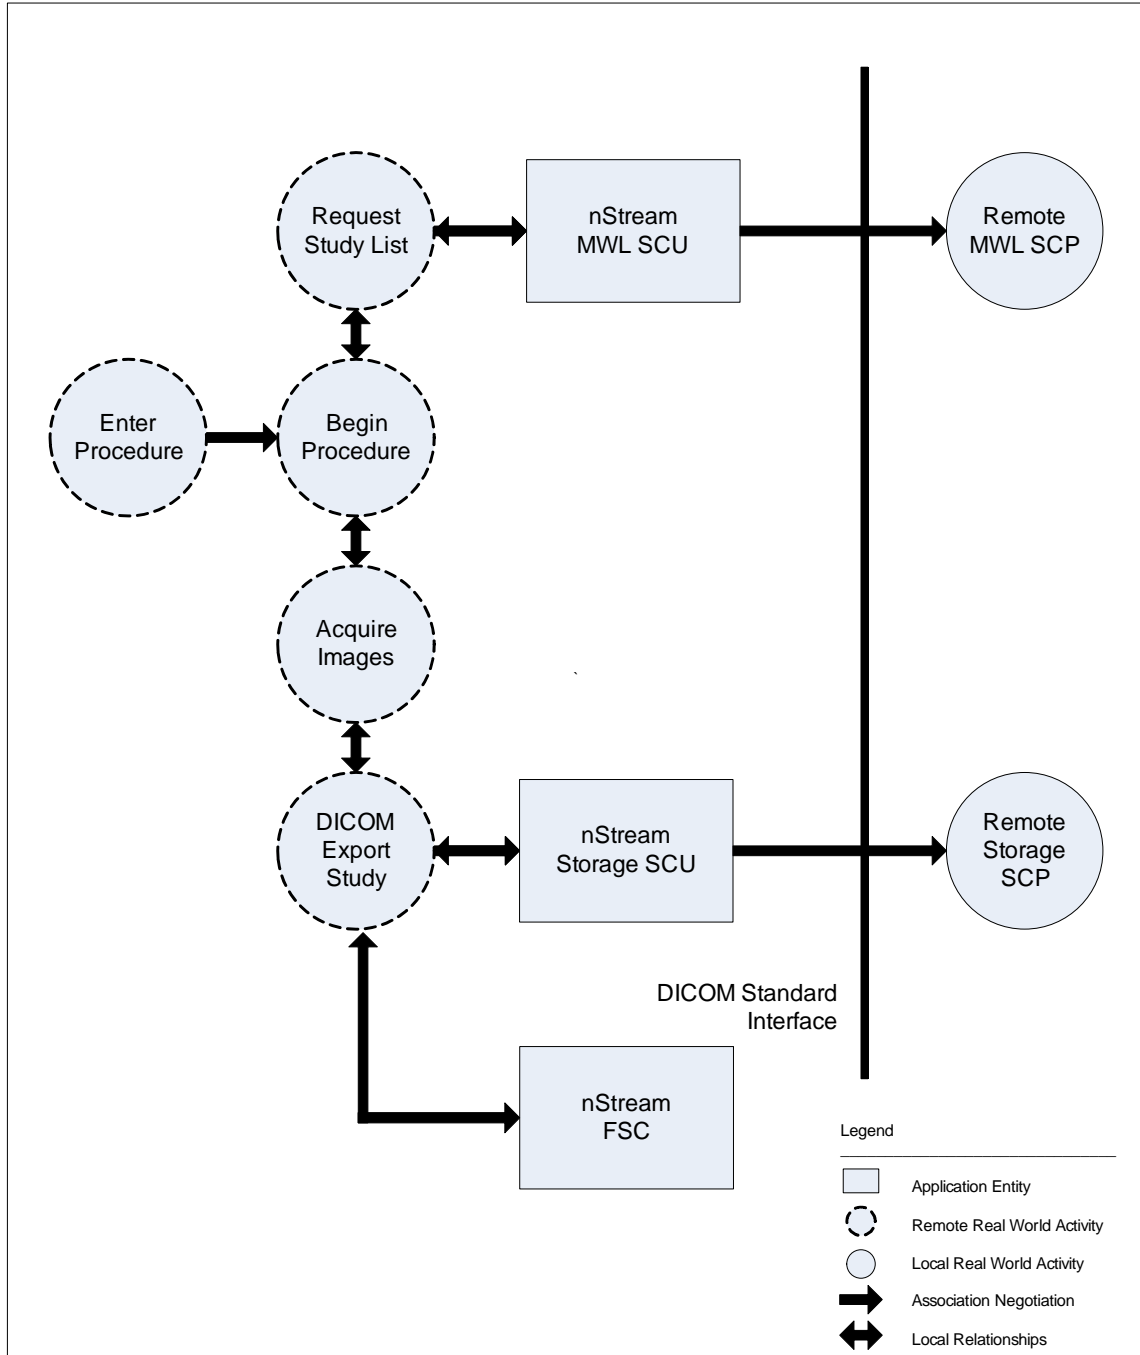 Request
Study List
nStream
MWL SCU
Remote
MWL SCP
Enter
Procedure
Begin
Procedure
Acquire
Images
`
DICOM
Export
Study
nStream
Storage SCU
Remote
Storage
SCP
DICOM Standard
Interface
nStream
FSC
Legend
Application Entity
Remote Real World Activity
Local Real World Activity
Association Negotiation
Local Relationships